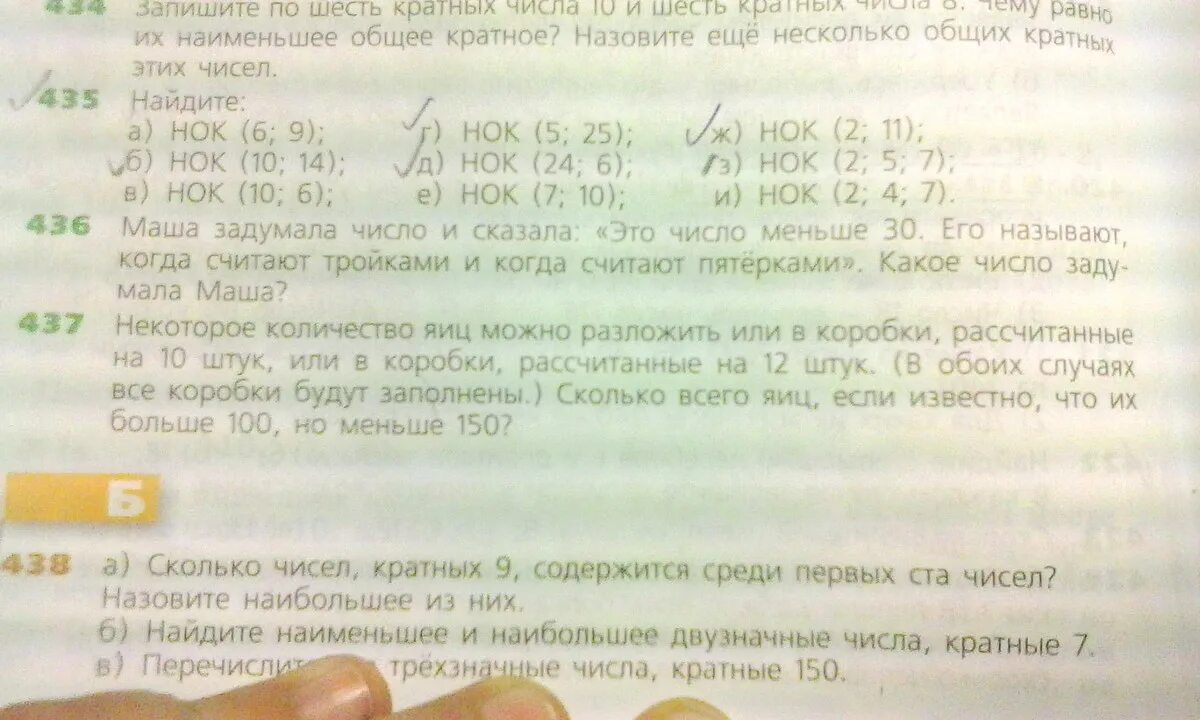 434 Запишите по шесть кратных числа 10 и шесть кратных числа 8. Чему равно
их наименьшее общее кратное? Назовите ещё несколько общих кратных
этих чисел.
435 Найдите:
а) НОК (6; 9); г) НОК (5; 25); ж) НОК (2; 11);
б) НОК (10; 14); д) НОК (24; 6); з) НОК (2; 5; 7);
в) НОК (10; 6); е) НОК (7; 10); и) НОК (2; 4; 7).
436 Маша задумала число и сказала: «Это число меньше 30. Его называют,
когда считают тройками и когда считают пятёрками». Какое число заду-
мала Маша?
437 Некоторое количество яиц можно разложить или в коробки, рассчитанные
на 10 штук, или в коробки, рассчитанные на 12 штук. (В обоих случаях
все коробки будут заполнены.) Сколько всего яиц, если известно, что их
больше 100, но меньше 150?
Б
438 а) Сколько чисел, кратных 9, содержится среди первых ста чисел?
Назовите наибольшее из них.
б) Найдите наименьшее и наибольшее двузначные числа, кратные 7.
в) Перечислит трёхзначные числа, кратные 150.